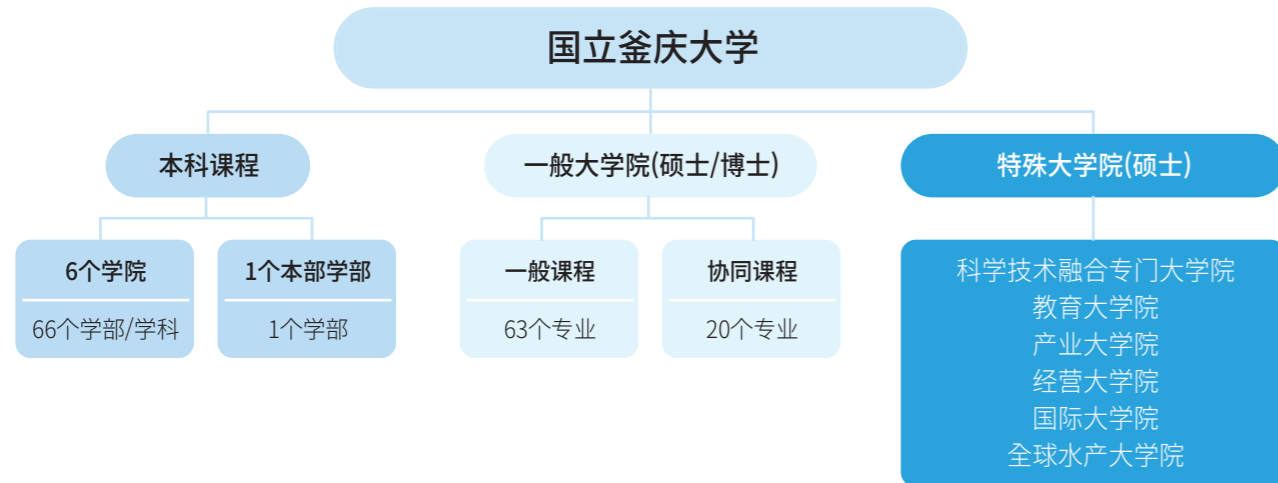 国立釜庆大学
本科课程
一般大学院(硕士/博士)
特殊大学院(硕士)
6个学院
66个学部/学科
1个本部学部
1个学部
一般课程
63个专业
协同课程
20个专业
科学技术融合专门大学院
教育大学院
产业大学院
经营大学院
国际大学院
全球水产大学院